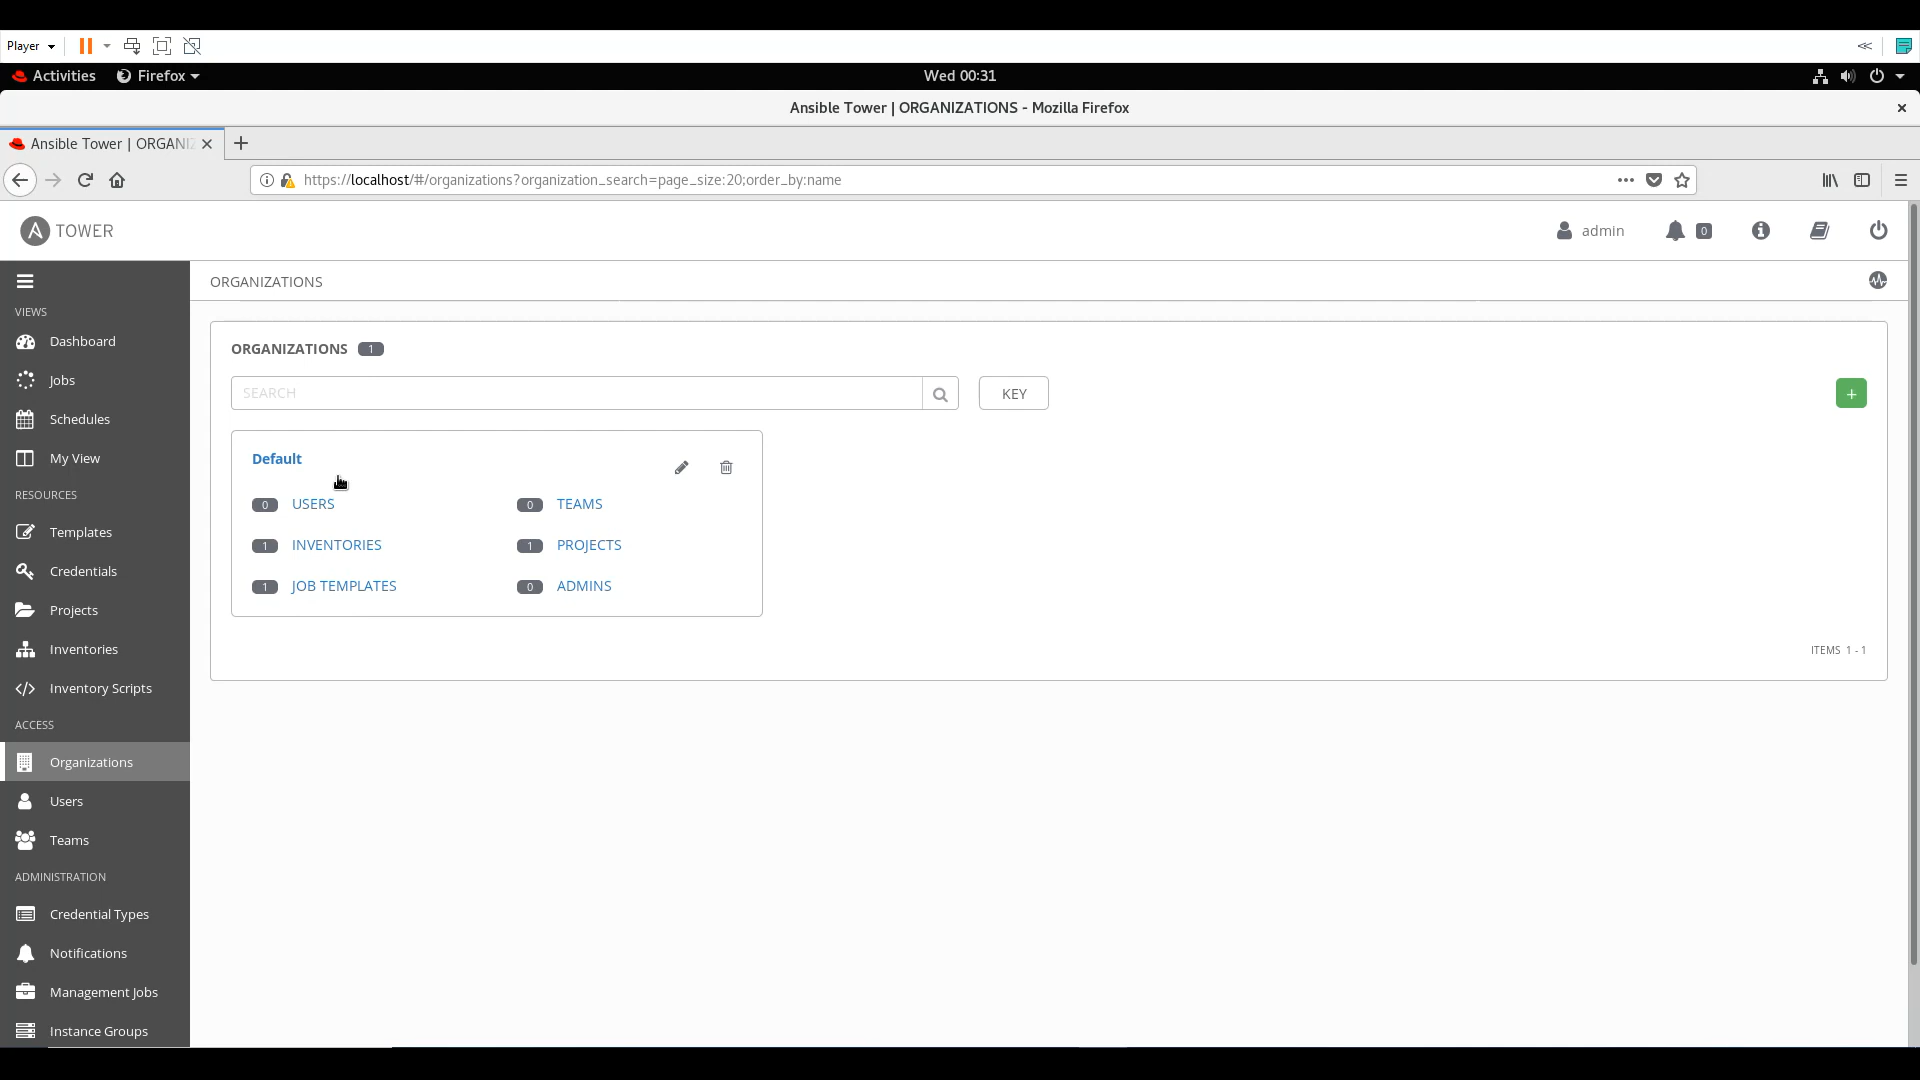 Player
Activities
Firefox
Wed 00:31
Ansible Tower | ORGANIZATIONS - Mozilla Firefox
Ansible Tower | ORGANIZ
https://localhost/#/organizations?organization_search=page_size:20;order_by:name
TOWER
admin
0
ORGANIZATIONS
VIEWS
Dashboard
Jobs
Schedules
My View
RESOURCES
Templates
Credentials
Projects
Inventories
Inventory Scripts
ACCESS
Organizations
Users
Teams
ADMINISTRATION
Credential Types
Notifications
Management Jobs
Instance Groups
ORGANIZATIONS 1
SEARCH
KEY
+
Default
0 USERS
0 TEAMS
1 INVENTORIES
1 PROJECTS
1 JOB TEMPLATES
0 ADMINS
ITEMS 1 - 1